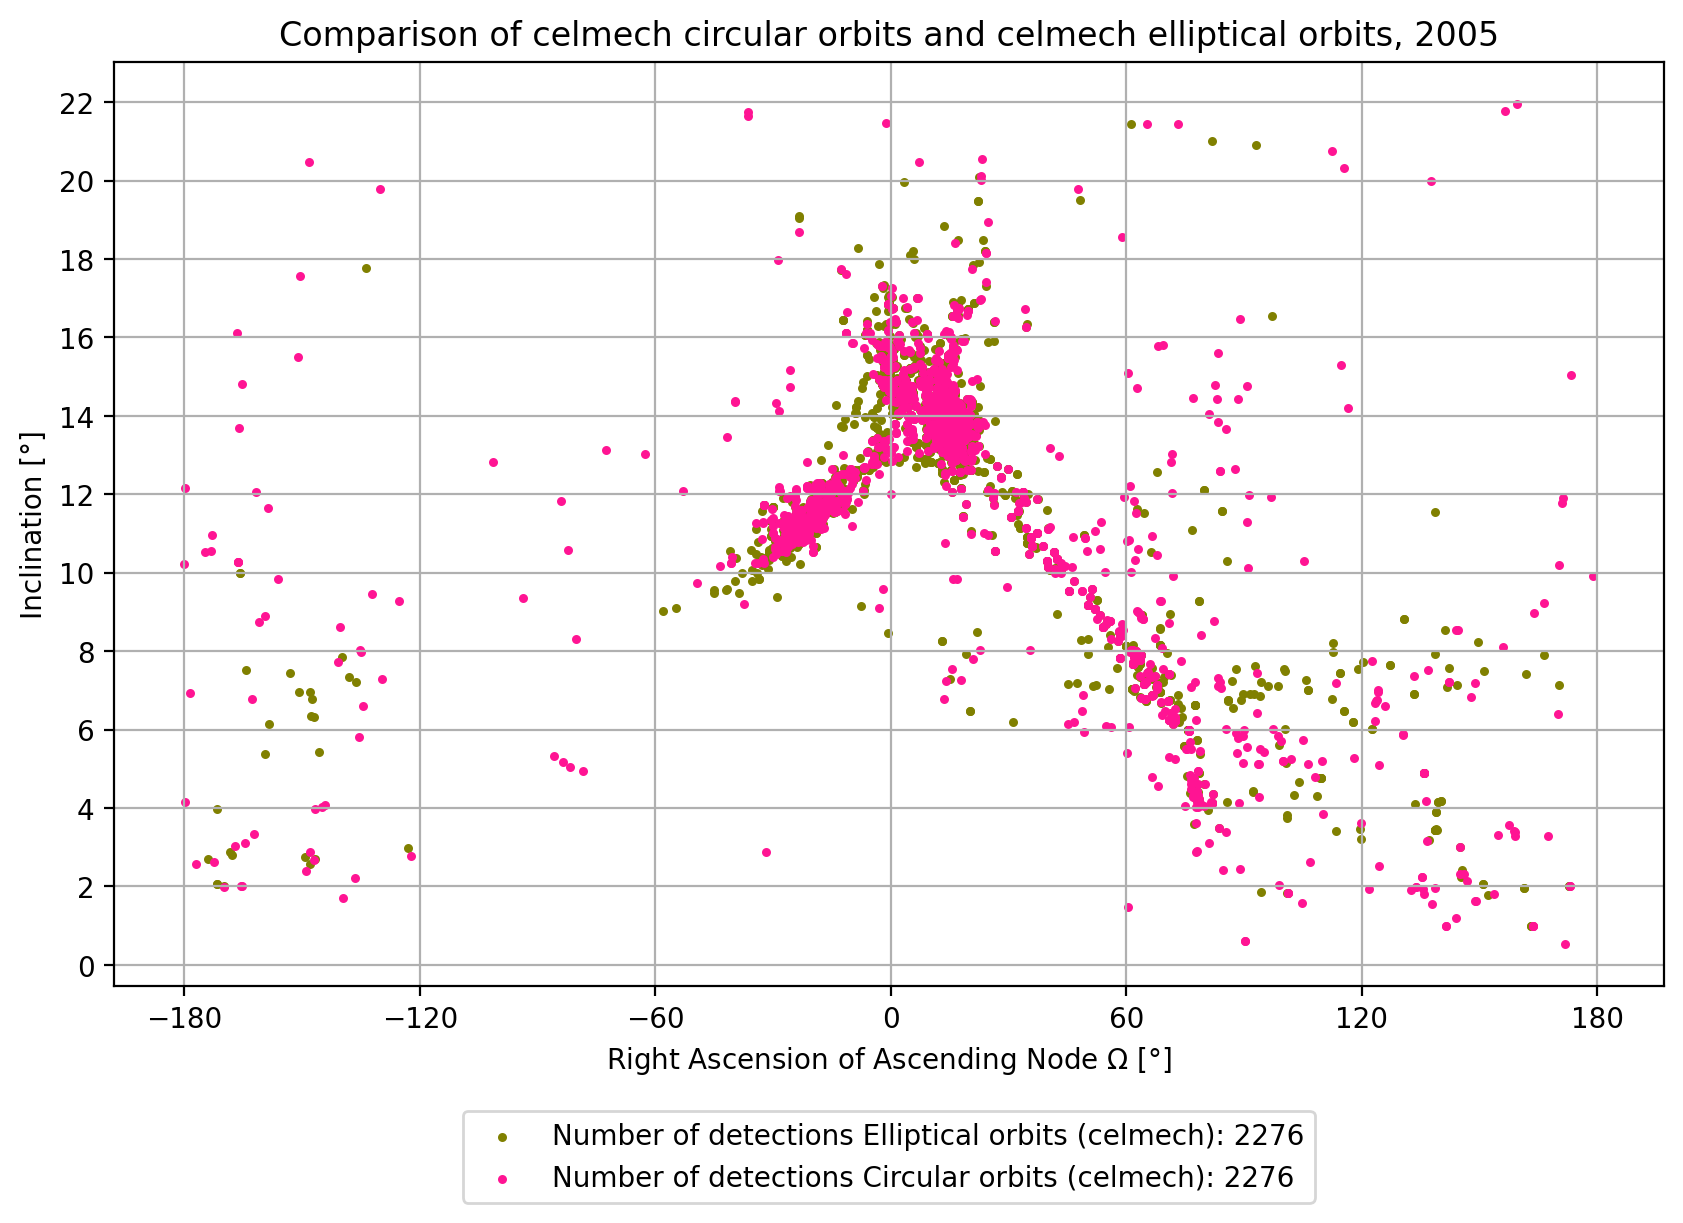 Comparison of celmech circular orbits and celmech elliptical orbits, 2005
22
20
18
16
14
12
10
8
6
4
2
0
Inclination [°]
−180 −120 −60 0 60 120 180
Right Ascension of Ascending Node Ω [°]
Number of detections Elliptical orbits (celmech): 2276
Number of detections Circular orbits (celmech): 2276